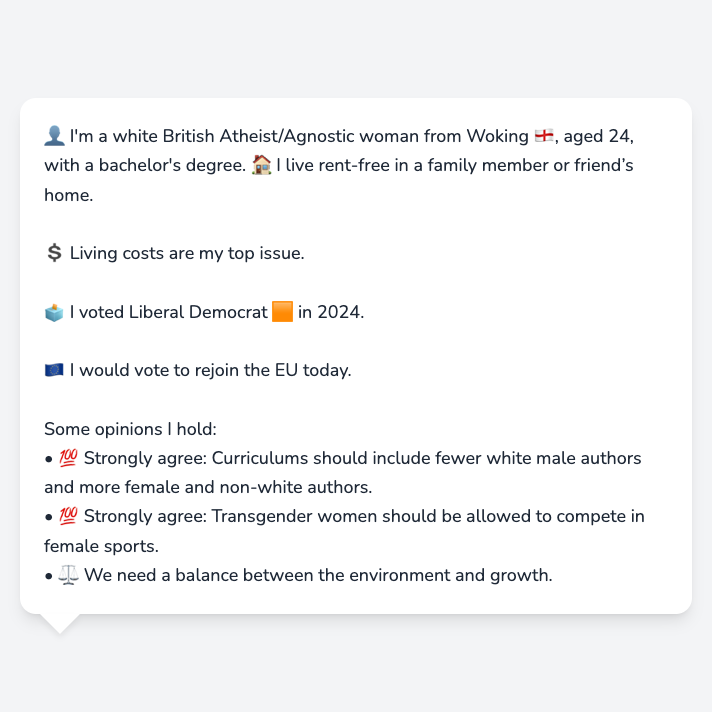 👤 I'm a white British Atheist/Agnostic woman from Woking 🏴󠁧󠁢󠁥󠁮󠁧󠁿, aged 24,
with a bachelor's degree. 🏠 I live rent-free in a family member or friend’s
home.
💲 Living costs are my top issue.
🗳️ I voted Liberal Democrat 🟧 in 2024.
🇪🇺 I would vote to rejoin the EU today.
Some opinions I hold:
• 💯 Strongly agree: Curriculums should include fewer white male authors
and more female and non-white authors.
• 💯 Strongly agree: Transgender women should be allowed to compete in
female sports.
• ⚖️ We need a balance between the environment and growth.